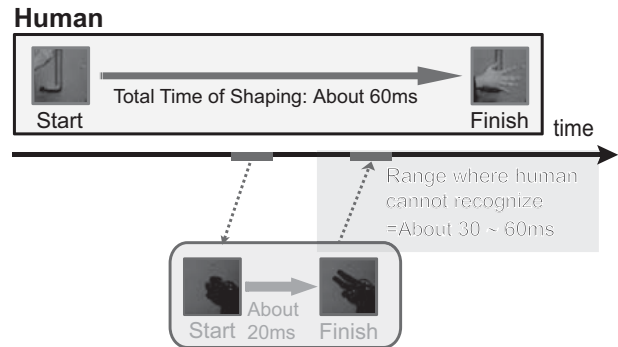 Human
Total Time of Shaping: About 60ms
Start
Finish
time
Range where human
cannot recognize
=About 30 ~ 60ms
About
20ms
Start
Finish